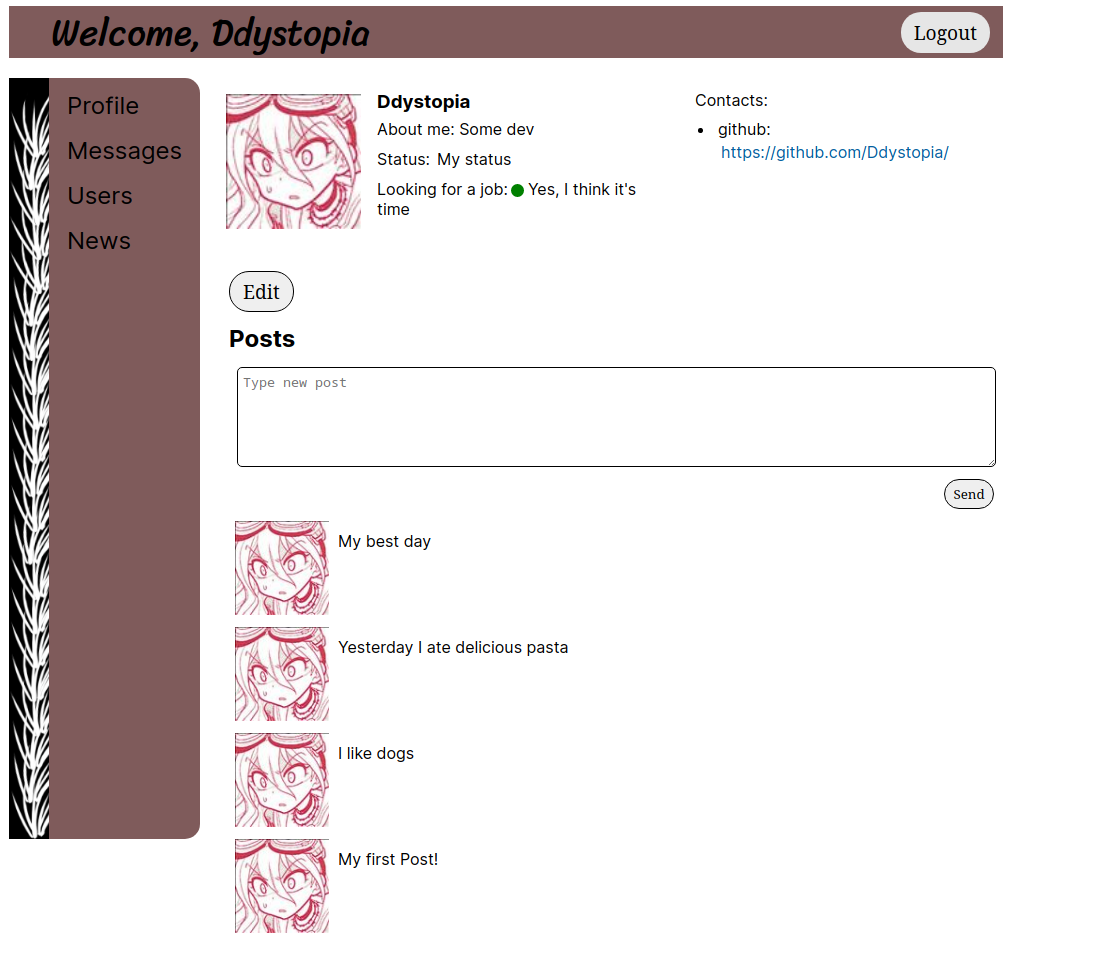 Welcome, Ddystopia
Logout
Profile
Messages
Users
News
Ddystopia
About me: Some dev
Status: My status
Looking for a job: Yes, I think it's
time
Contacts:
github:
https://github.com/Ddystopia/
Edit
Posts
Type new post
Send
My best day
Yesterday I ate delicious pasta
I like dogs
My first Post!